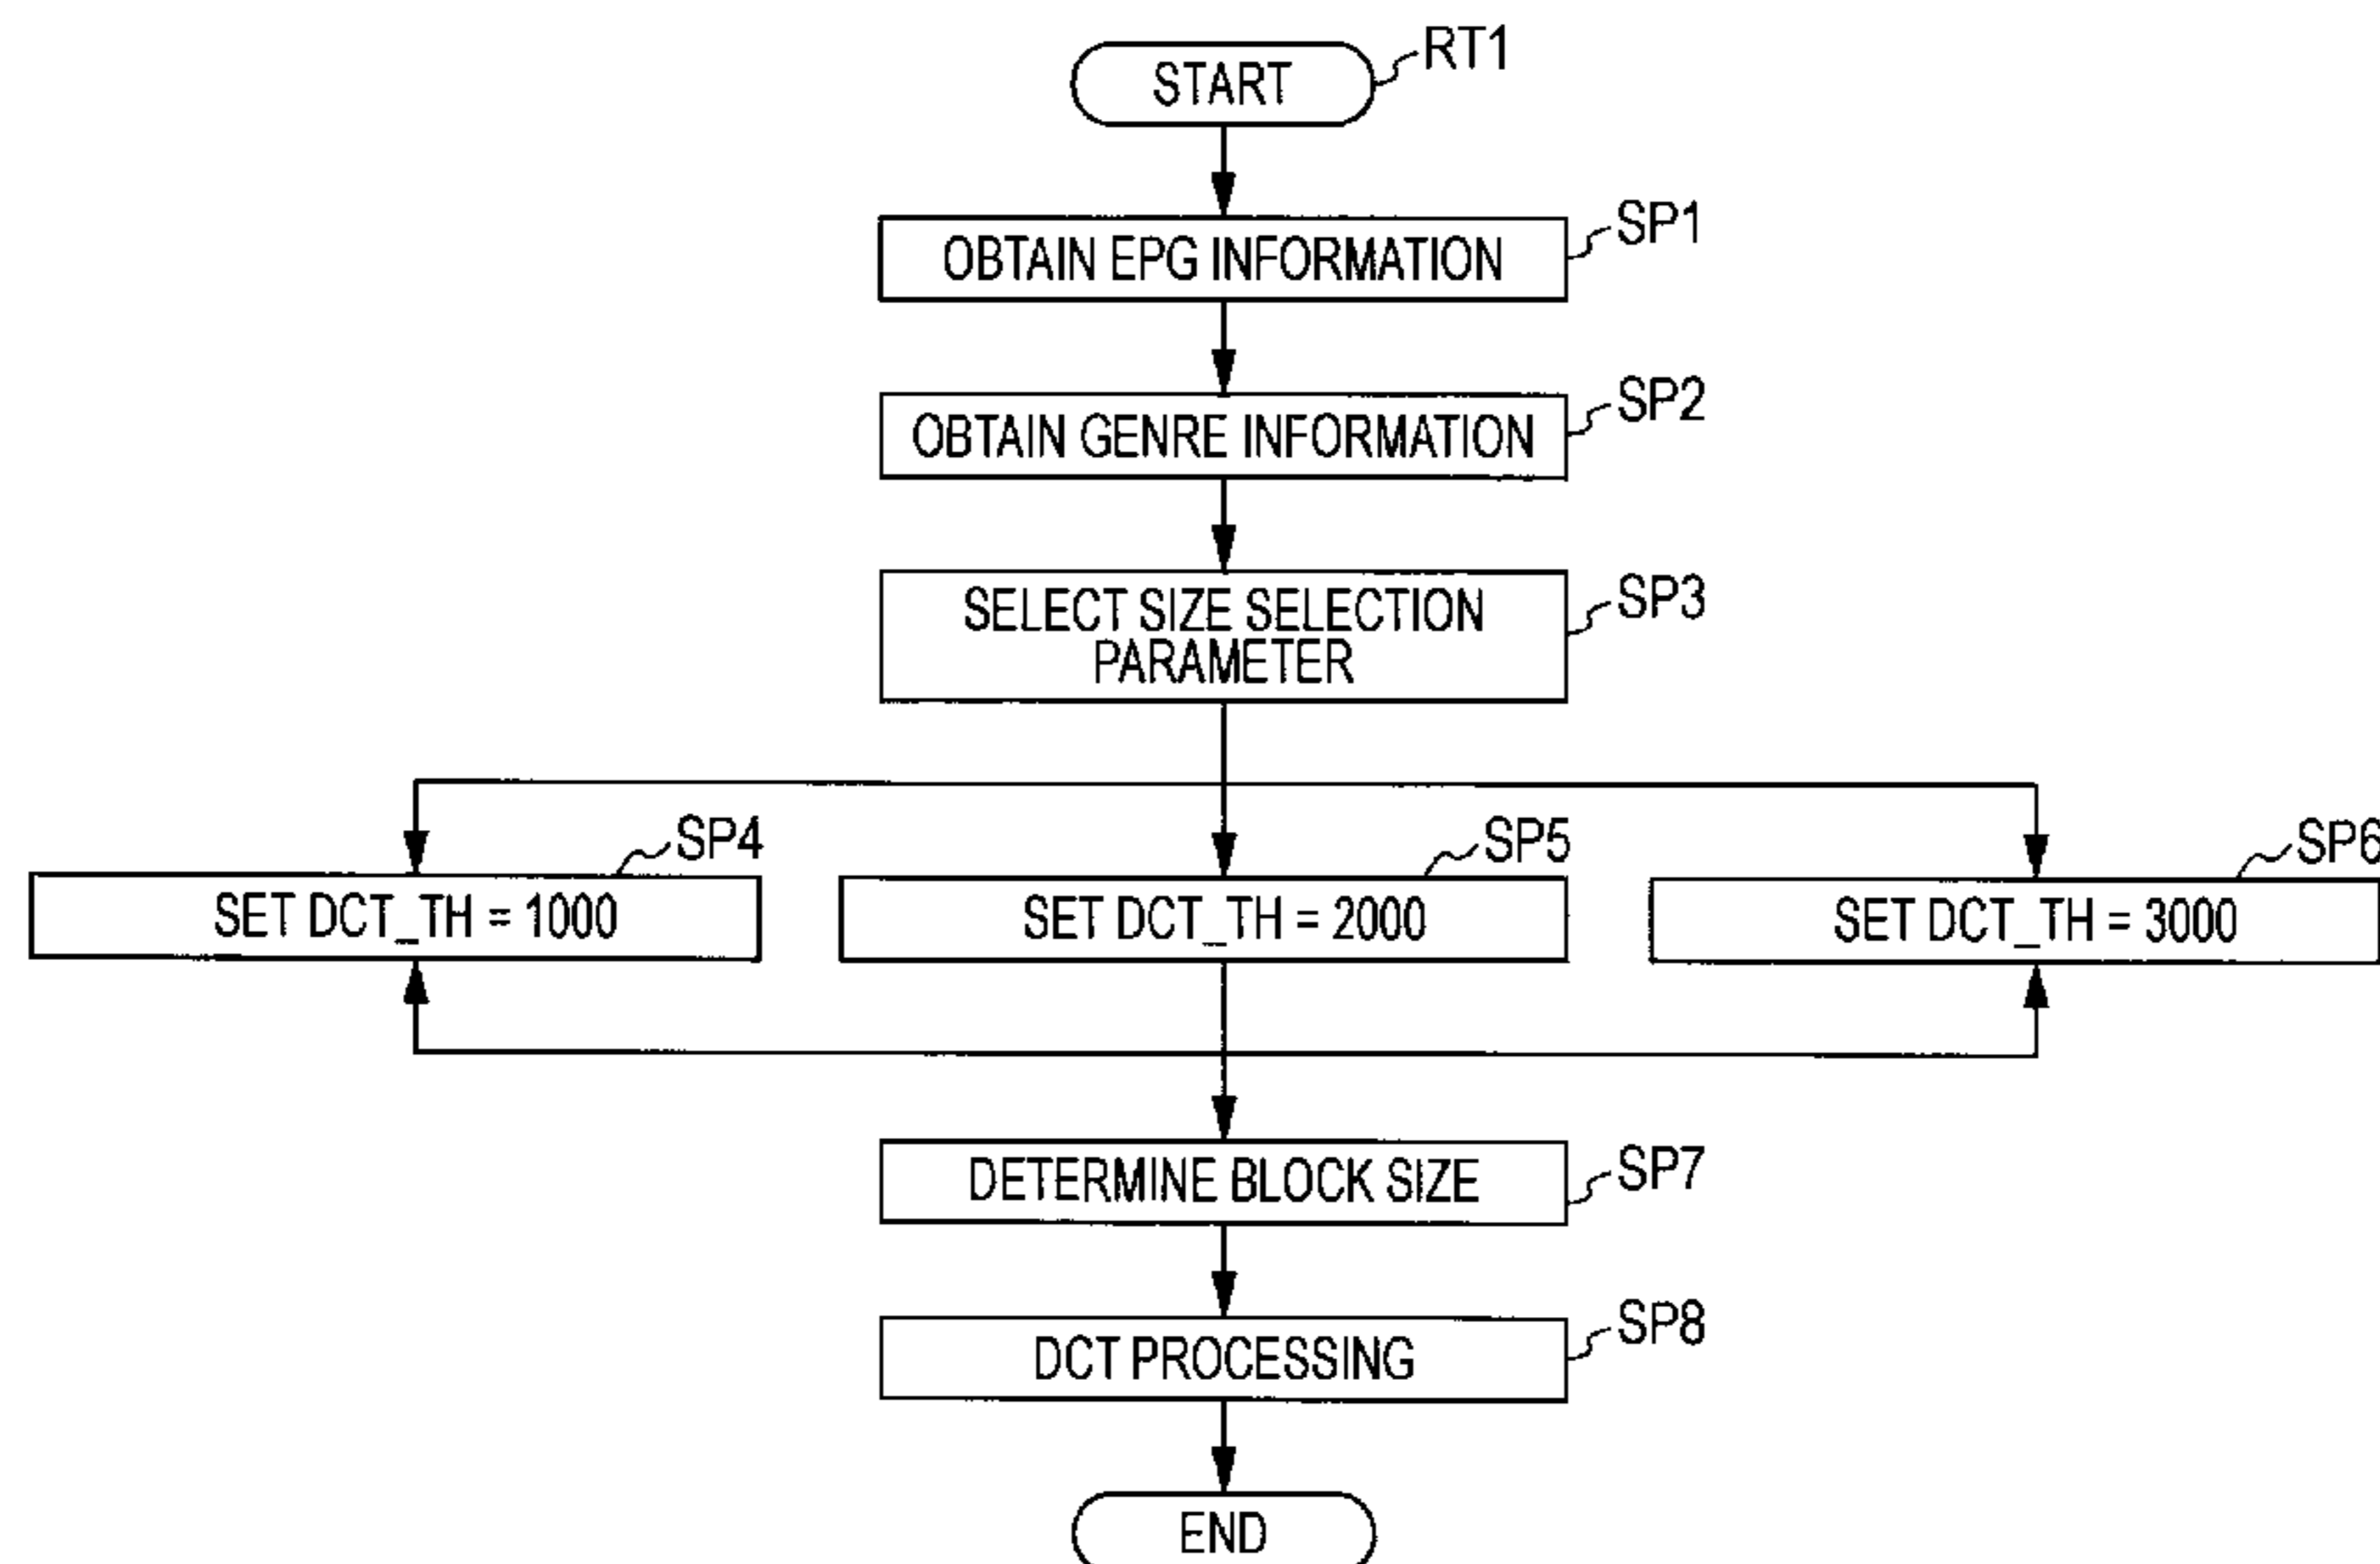 START
RT1
OBTAIN EPG INFORMATION
SP1
OBTAIN GENRE INFORMATION
SP2
SELECT SIZE SELECTION
PARAMETER
SP3
SP4
SET DCT_TH = 1000
SP5
SET DCT_TH = 2000
SP6
SET DCT_TH = 3000
DETERMINE BLOCK SIZE
SP7
DCT PROCESSING
SP8
END